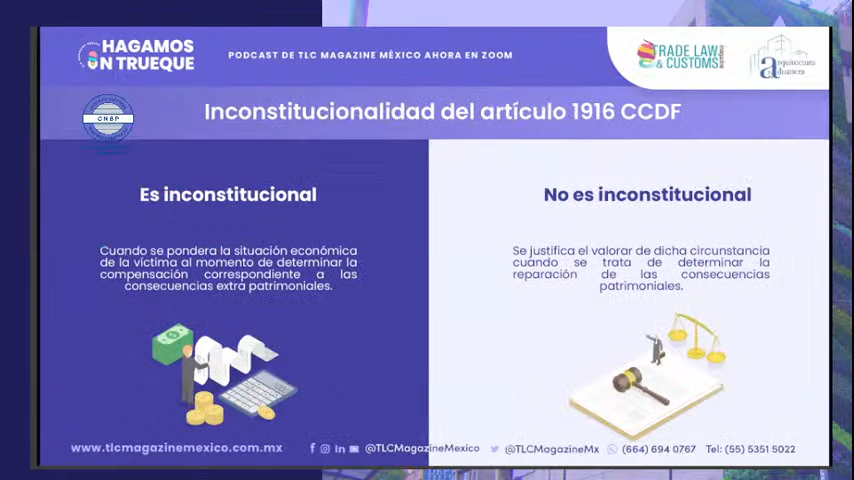 HAGAMOS
UN TRUEQUE
PODCAST DE TLC MAGAZINE MÉXICO AHORA EN ZOOM
TRADE LAW
& CUSTOMS
arquitectura
aduanera
CNBP
Inconstitucionalidad del artículo 1916 CCDF
Es inconstitucional
Cuando se pondera la situación económica
de la víctima al momento de determinar la
compensación correspondiente a las
consecuencias extra patrimoniales.
No es inconstitucional
Se justifica el valorar de dicha circunstancia
cuando se trata de determinar la
reparación de las consecuencias
patrimoniales.
www.tlcmagazinemexico.com.mx
@TLCMagazineMexico
@TLCMagazineMx
(664) 694 0767
Tel: (55) 5351 5022